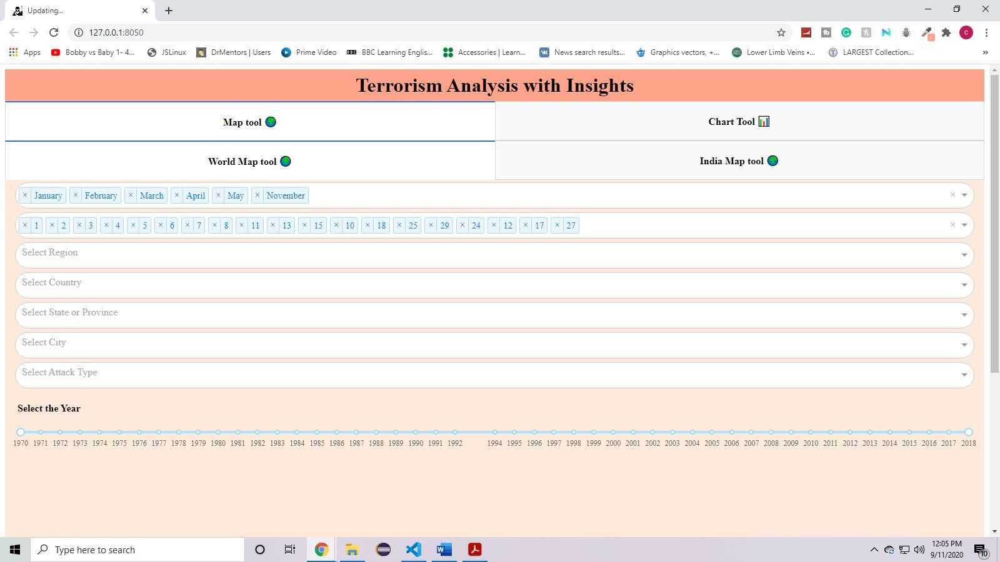 Updating...
127.0.0.1:8050
Apps Bobby vs Baby 1- 4... JSLinux DrMentors | Users Prime Video BBC Learning Englis... Accessories | Learn... News search results... Graphics vectors, +... Lower Limb Veins •... LARGEST Collection...
Terrorism Analysis with Insights
Map tool Chart Tool
World Map tool India Map tool
× January × February × March × April × May × November
× 1 × 2 × 3 × 4 × 5 × 6 × 7 × 8 × 11 × 13 × 15 × 10 × 18 × 25 × 29 × 24 × 12 × 17 × 27
Select Region
Select Country
Select State or Province
Select City
Select Attack Type
Select the Year
1970 1971 1972 1973 1974 1975 1976 1977 1978 1979 1980 1981 1982 1983 1984 1985 1986 1987 1988 1989 1990 1991 1992 1994 1995 1996 1997 1998 1999 2000 2001 2002 2003 2004 2005 2006 2007 2008 2009 2010 2011 2012 2013 2014 2015 2016 2017 2018
Type here to search
12:05 PM
9/11/2020
10